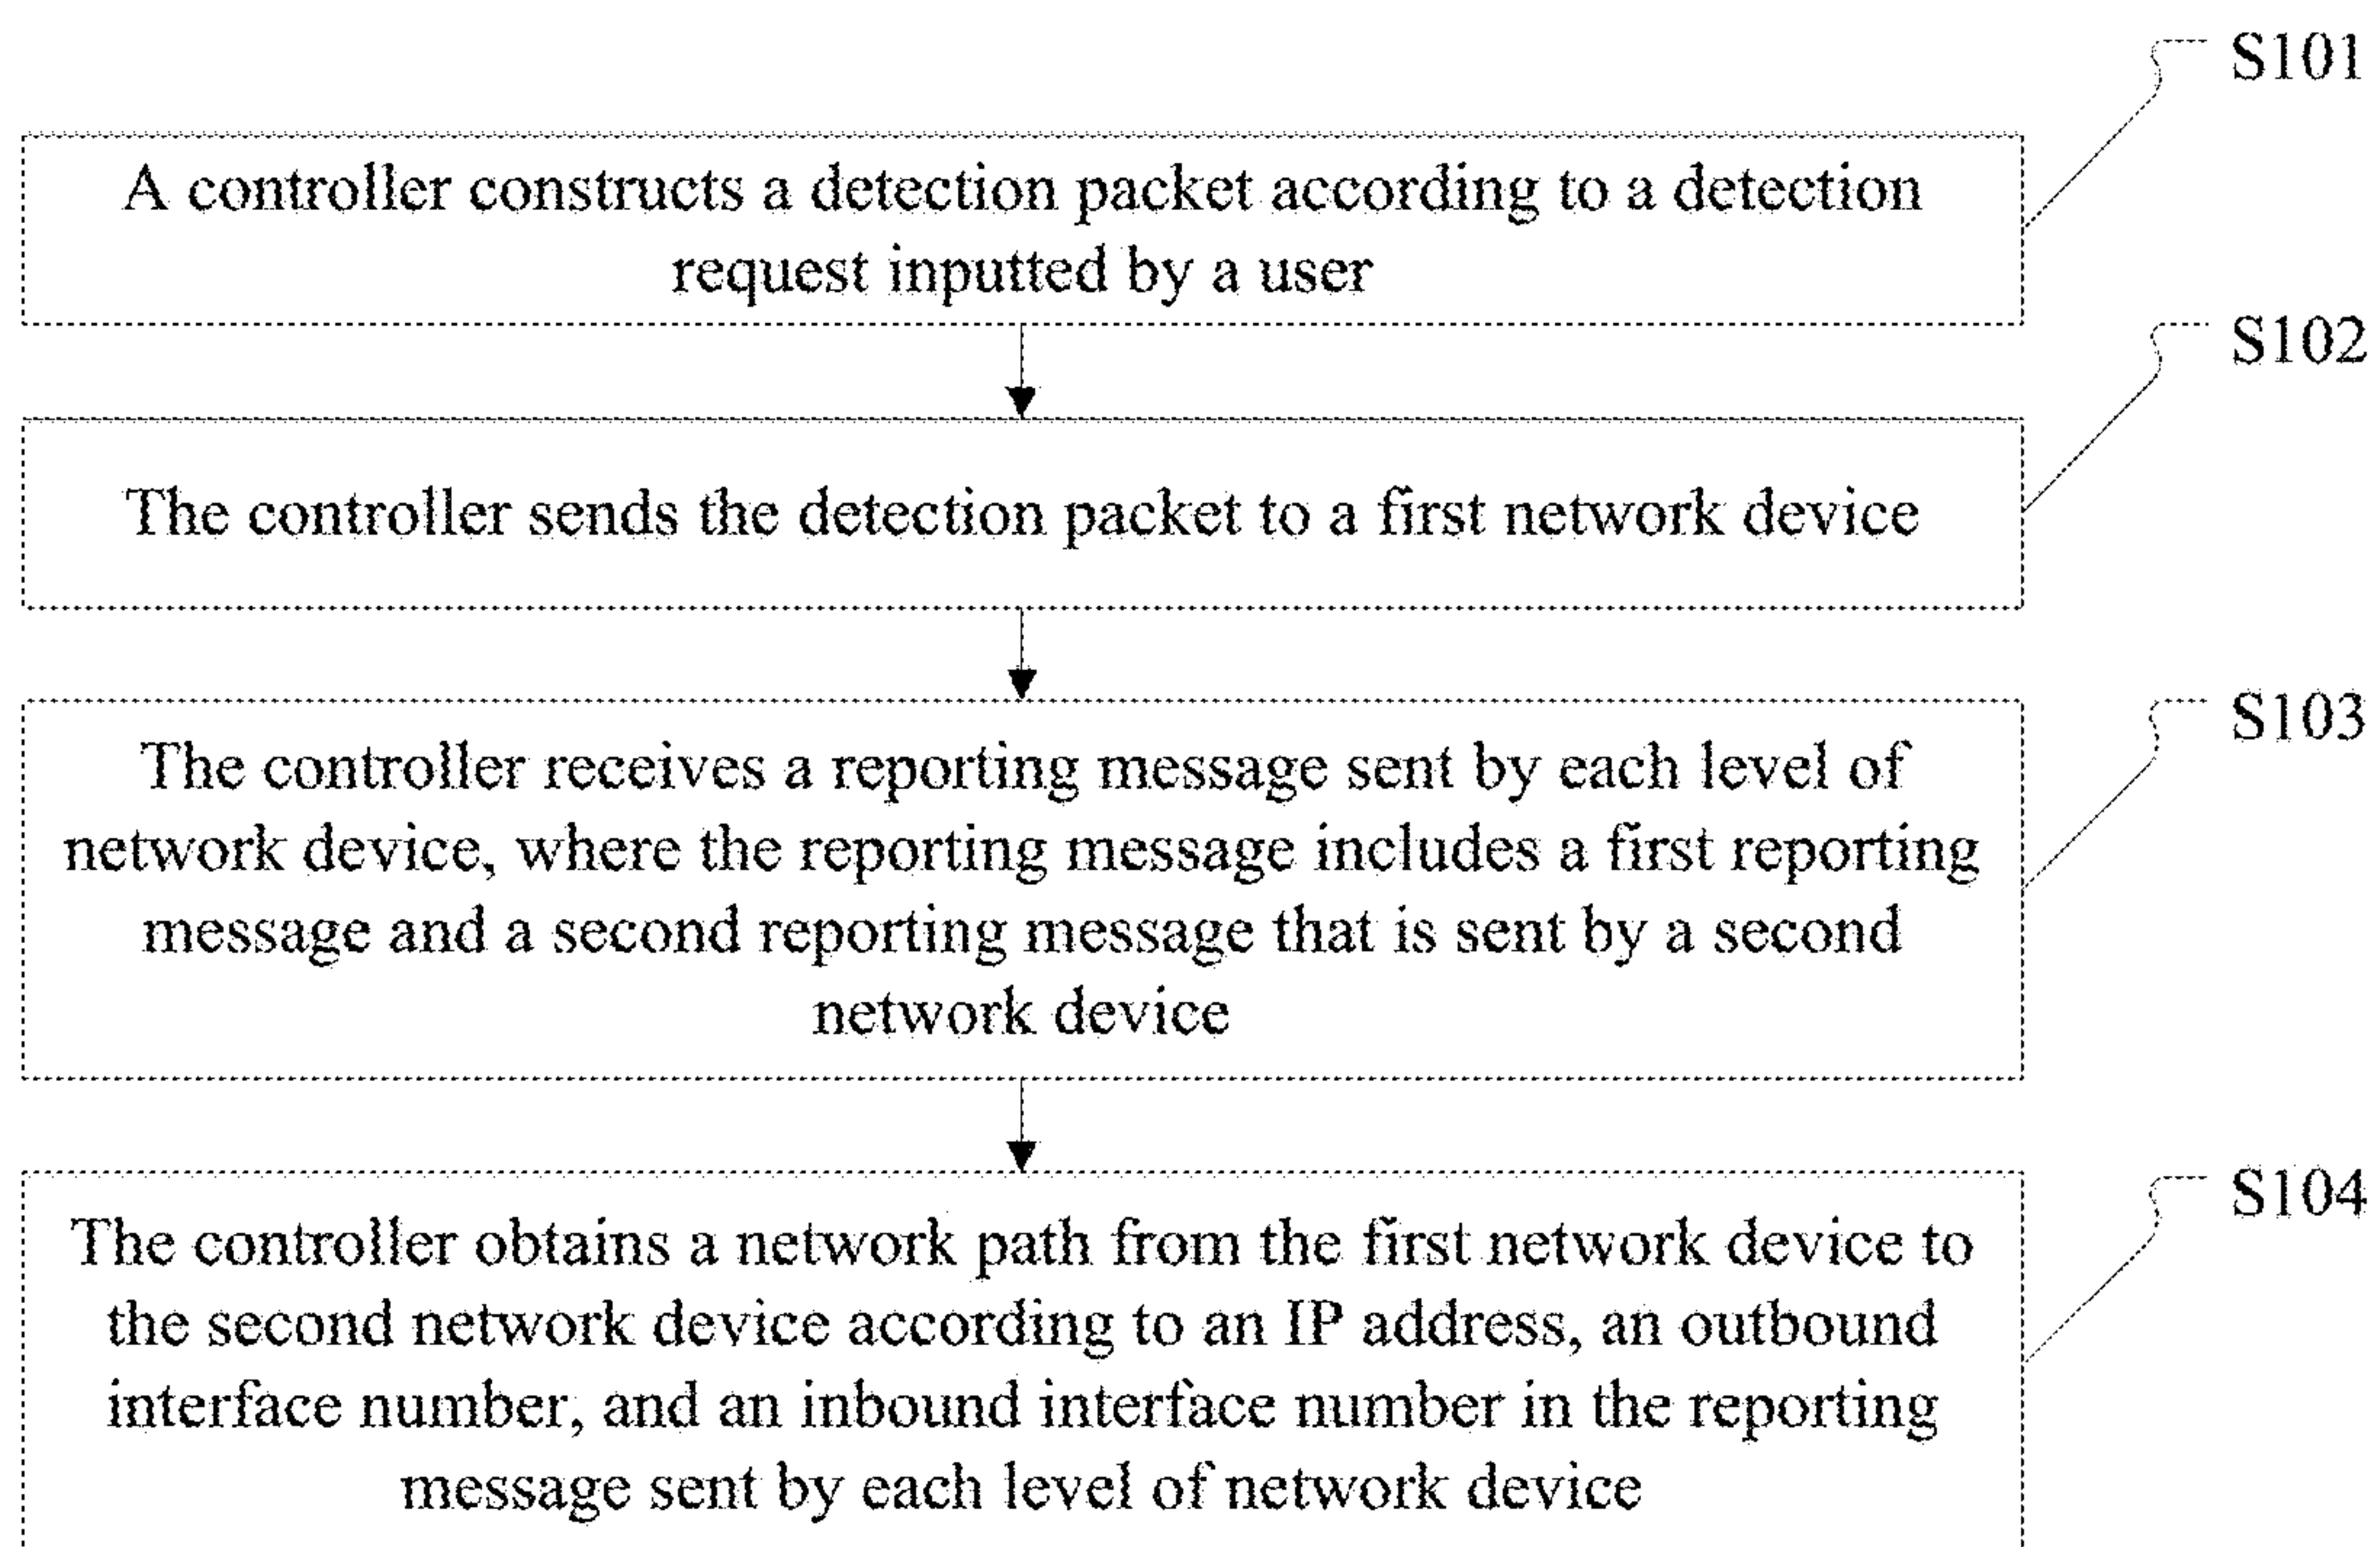 S101
A controller constructs a detection packet according to a detection
request inputted by a user
S102
The controller sends the detection packet to a first network device
S103
The controller receives a reporting message sent by each level of
network device, where the reporting message includes a first reporting
message and a second reporting message that is sent by a second
network device
S104
The controller obtains a network path from the first network device to
the second network device according to an IP address, an outbound
interface number, and an inbound interface number in the reporting
message sent by each level of network device